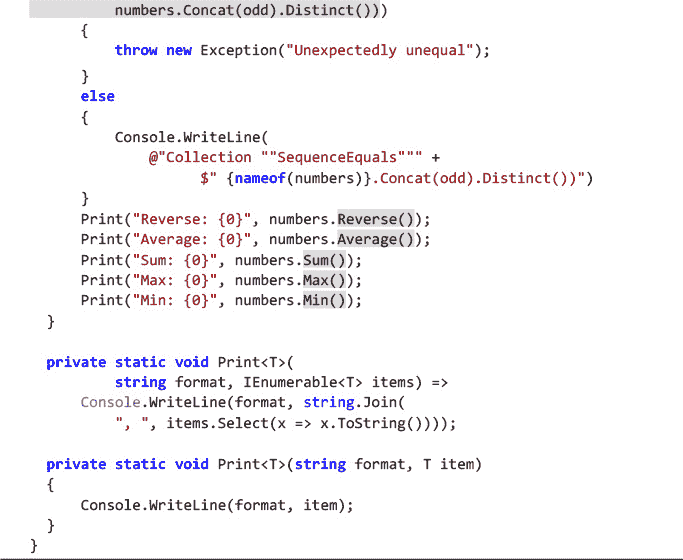 numbers.Concat(odd).Distinct()))
{
throw new Exception("Unexpectedly unequal");
}
else
{
Console.WriteLine(
@"Collection ""SequenceEquals""" +
$" {nameof(numbers)}.Concat(odd).Distinct())")
}
Print("Reverse: {0}", numbers.Reverse());
Print("Average: {0}", numbers.Average());
Print("Sum: {0}", numbers.Sum());
Print("Max: {0}", numbers.Max());
Print("Min: {0}", numbers.Min());
}
private static void Print<T>(
string format, IEnumerable<T> items) =>
Console.WriteLine(format, string.Join(
", ", items.Select(x => x.ToString())));
private static void Print<T>(string format, T item)
{
Console.WriteLine(format, item);
}
}